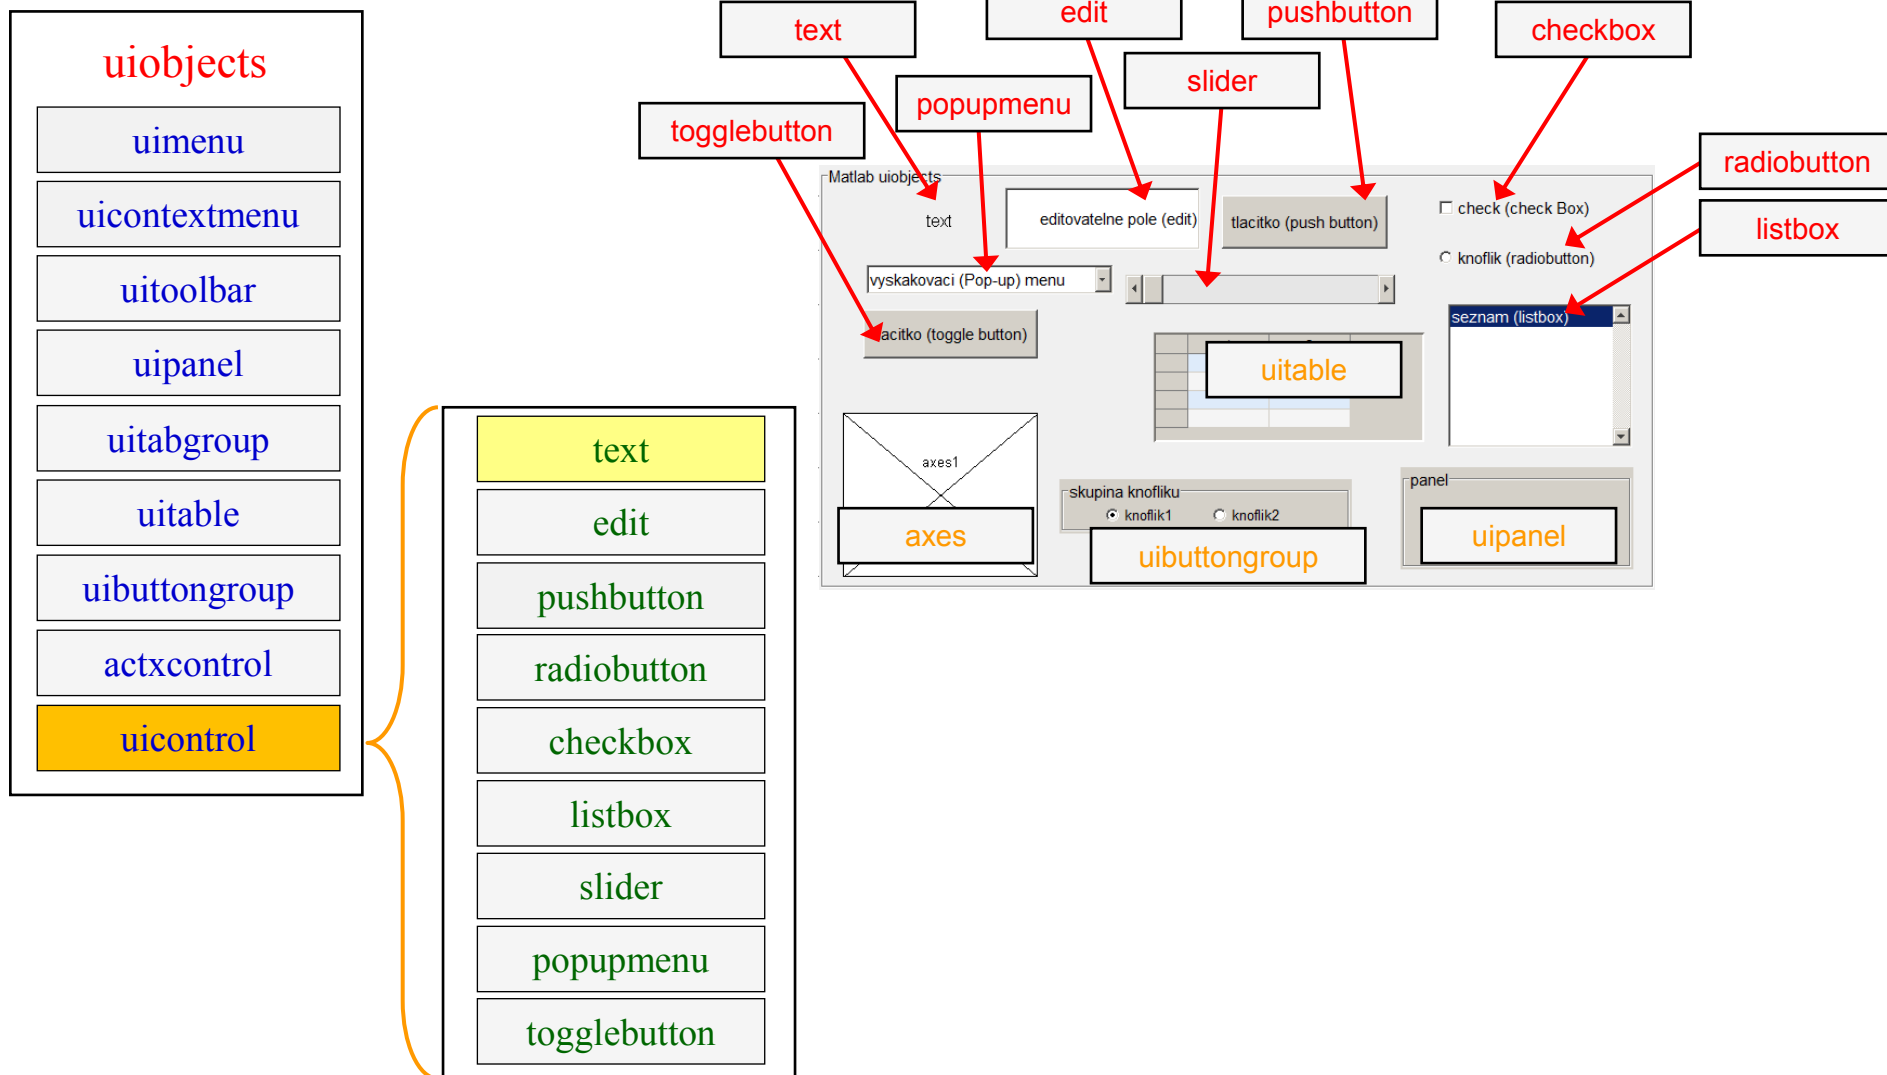 uiobjects
uimenu
uicontextmenu
uitoolbar
uipanel
uitabgroup
uitable
uibuttongroup
actxcontrol
uicontrol
text
edit
pushbutton
radiobutton
checkbox
listbox
slider
popupmenu
togglebutton
text
edit
pushbutton
checkbox
slider
popupmenu
togglebutton
radiobutton
listbox
Matlab uiobjects
text
editovatelne pole (edit)
tlacitko (push button)
check (check Box)
knoflik (radiobutton)
vyskakovaci (Pop-up) menu
(toggle button)
seznam (listbox)
uitable
axes1
axes
skupina knofliku
knoflik1
knoflik2
uibuttongroup
panel
uipanel